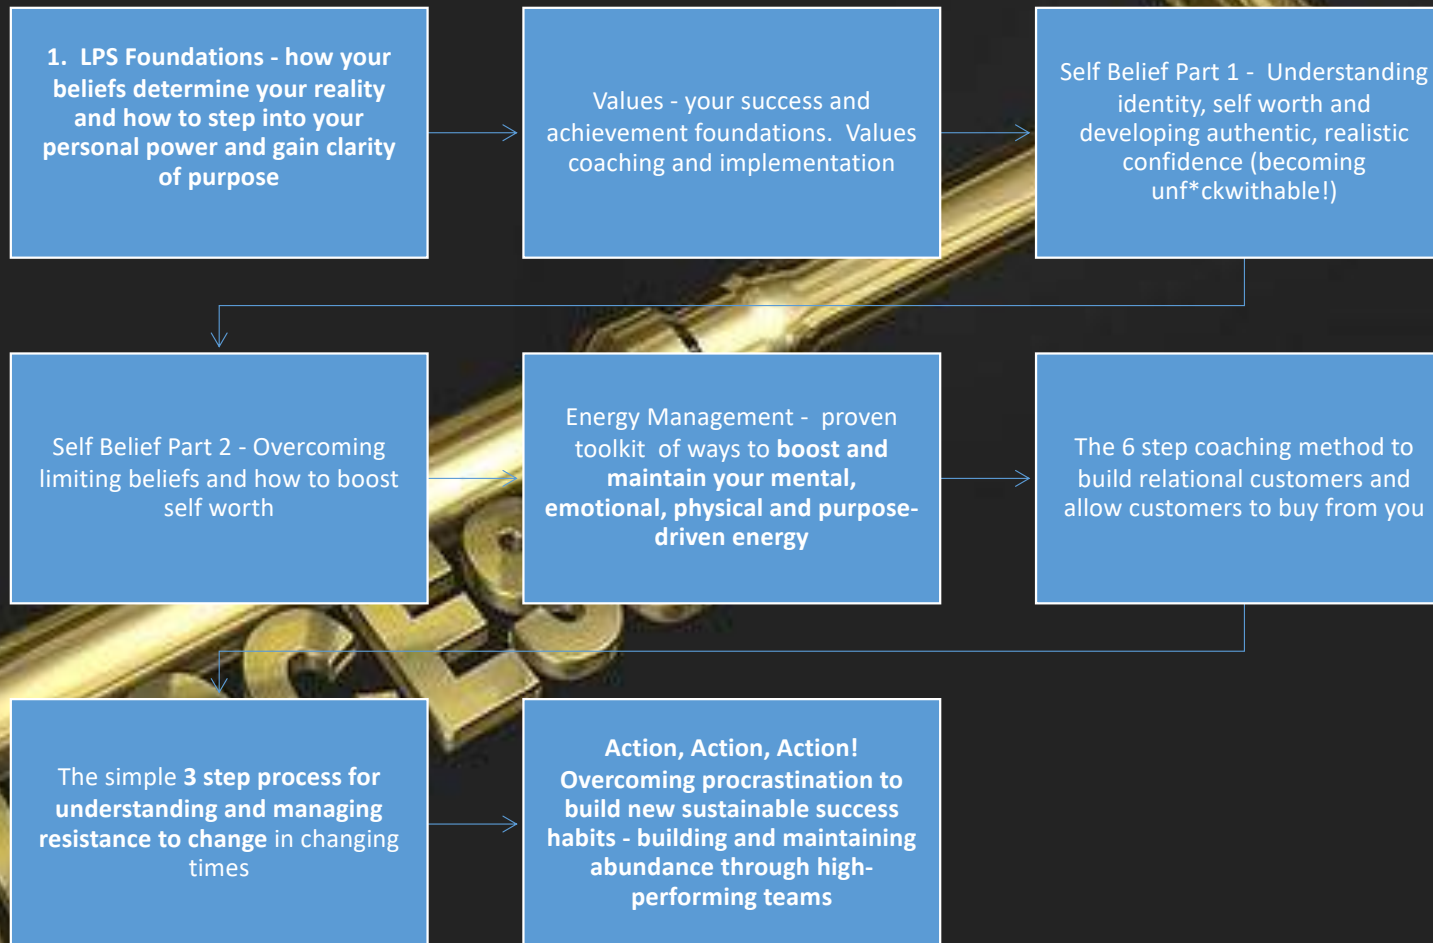 1. LPS Foundations - how your
beliefs determine your reality
and how to step into your
personal power and gain clarity
of purpose
Values - your success and
achievement foundations. Values
coaching and implementation
Self Belief Part 1 - Understanding
identity, self worth and
developing authentic, realistic
confidence (becoming
unf*ckwithable!)
Self Belief Part 2 - Overcoming
limiting beliefs and how to boost
self worth
Energy Management - proven
toolkit of ways to boost and
maintain your mental,
emotional, physical and purpose-
driven energy
The 6 step coaching method to
build relational customers and
allow customers to buy from you
The simple 3 step process for
understanding and managing
resistance to change in changing
times
Action, Action, Action!
Overcoming procrastination to
build new sustainable success
habits - building and maintaining
abundance through high-
performing teams